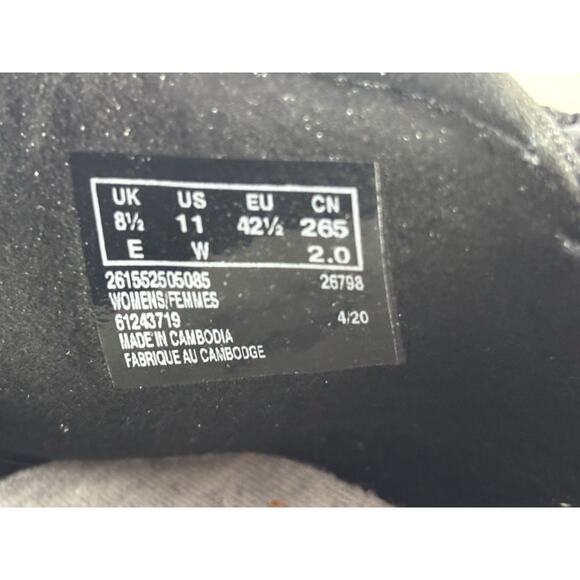 UK US EU CN
8½ 11 42½ 265
E W 2.0
261552505085 26798
WOMENS/FEMMES
61243719 4/20
MADE IN CAMBODIA
FABRIQUE AU CAMBODGE